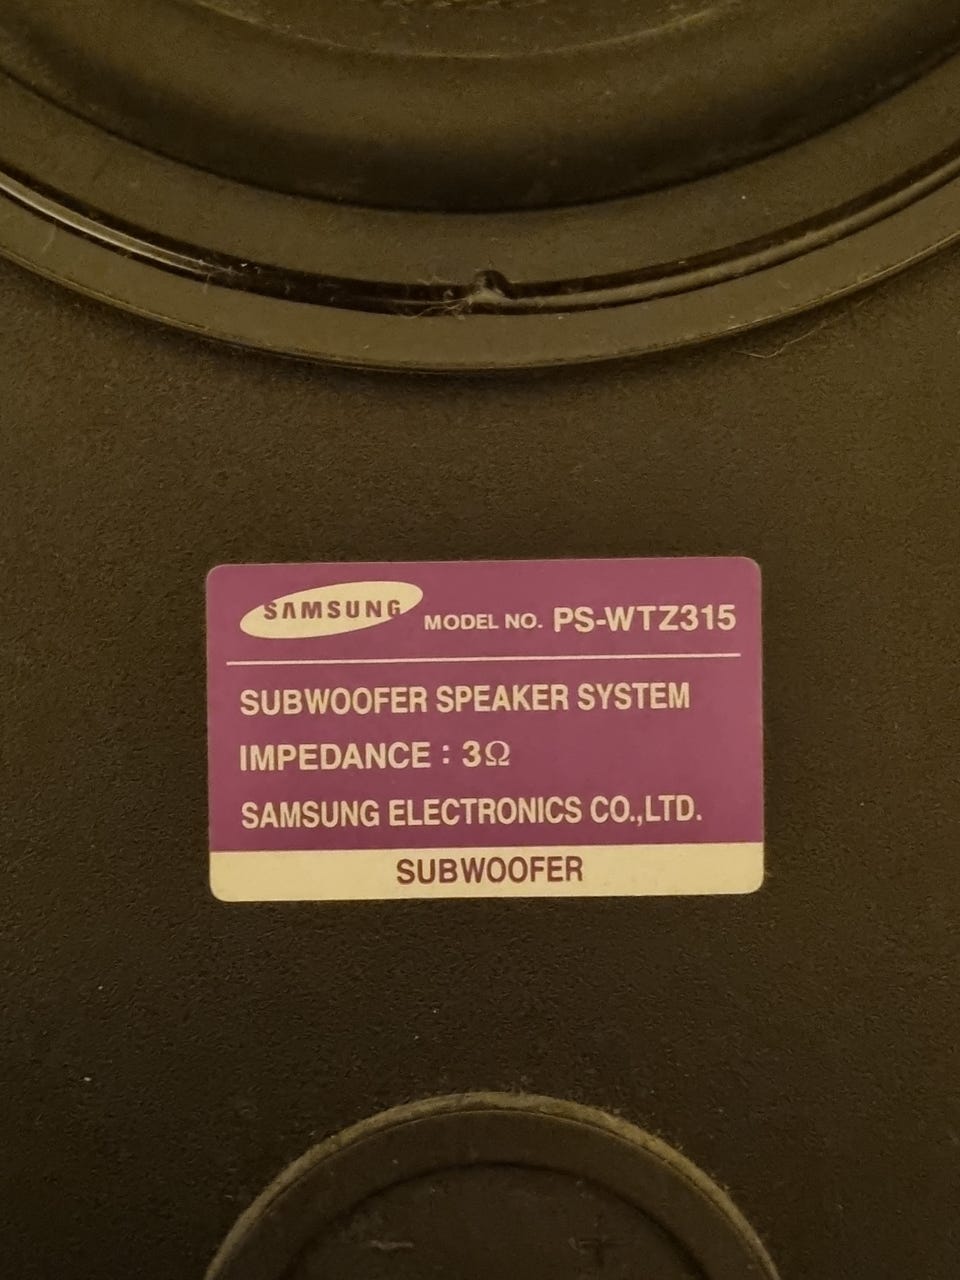 SAMSUNG MODEL NO. PS-WTZ315
SUBWOOFER SPEAKER SYSTEM
IMPEDANCE : 3Ω
SAMSUNG ELECTRONICS CO.,LTD.
SUBWOOFER
- +